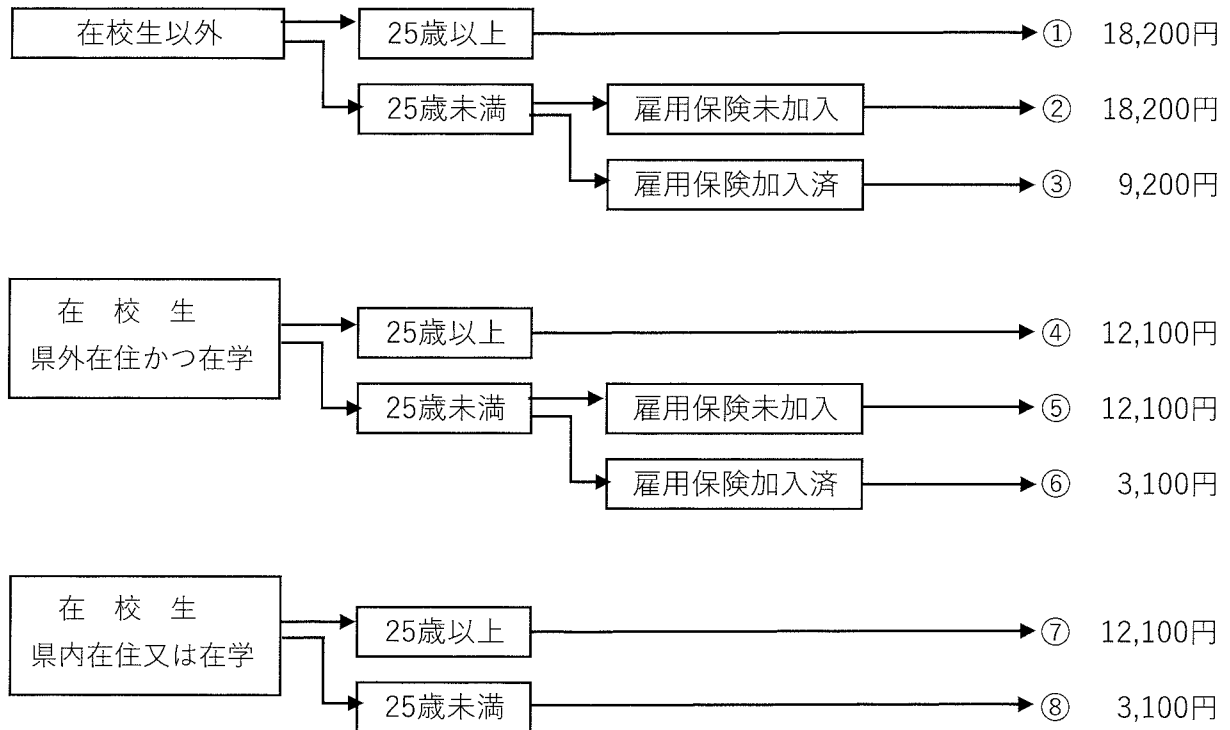 在校生以外
25歳以上
① 18,200円
25歳未満
雇用保険未加入
② 18,200円
雇用保険加入済
③ 9,200円
在 校 生
県外在住かつ在学
25歳以上
④ 12,100円
25歳未満
雇用保険未加入
⑤ 12,100円
雇用保険加入済
⑥ 3,100円
在 校 生
県内在住又は在学
25歳以上
⑦ 12,100円
25歳未満
⑧ 3,100円